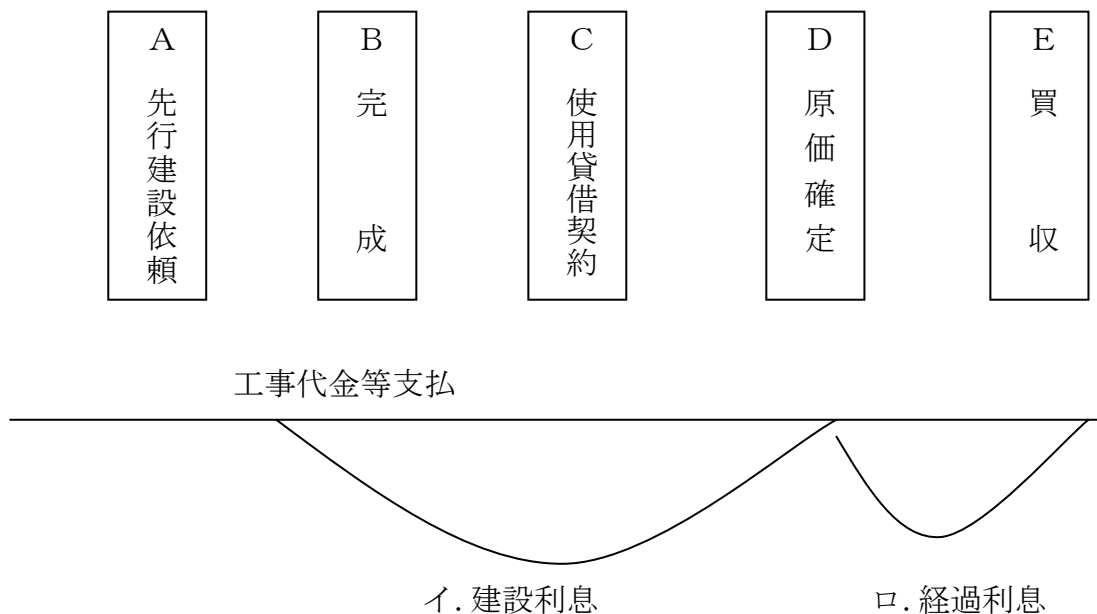 A 先行建設依頼
B 完成
C 使用貸借契約
D 原価確定
E 買収
工事代金等支払
イ.建設利息
ロ.経過利息